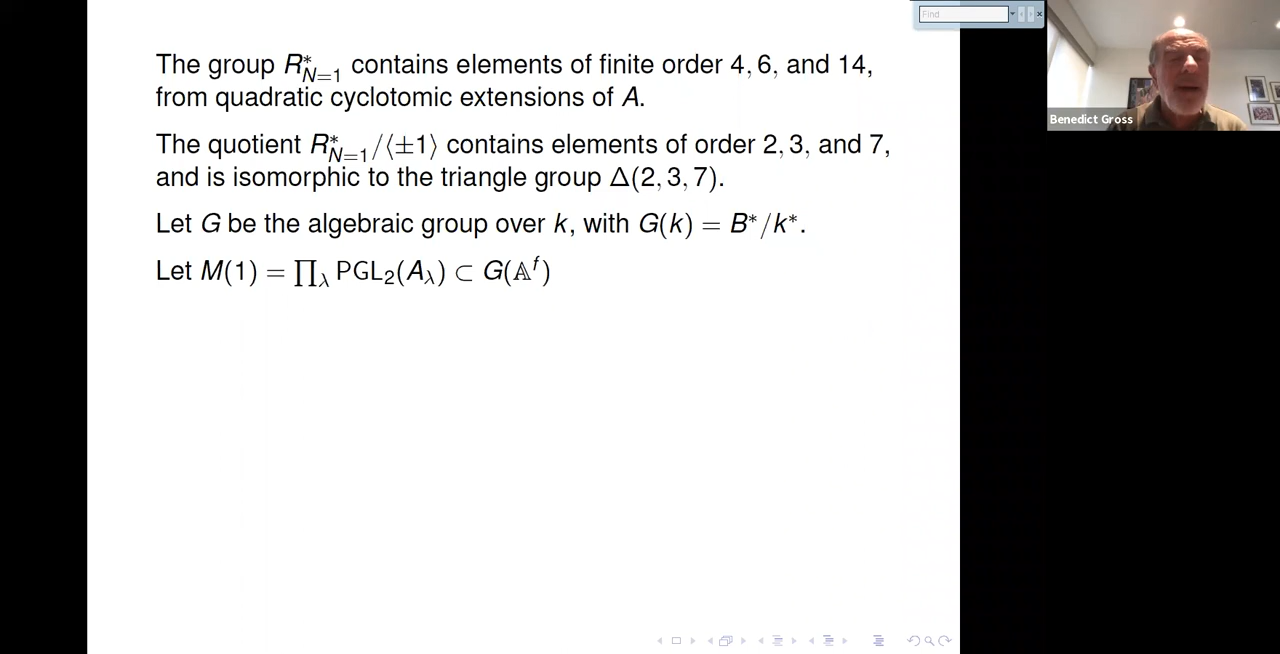 Find
Benedict Gross
The group R*_{N=1} contains elements of finite order 4, 6, and 14,
from quadratic cyclotomic extensions of A.
The quotient R*_{N=1}/⟨±1⟩ contains elements of order 2, 3, and 7,
and is isomorphic to the triangle group Δ(2, 3, 7).
Let G be the algebraic group over k, with G(k) = B*/k*.
Let M(1) = ∏_λ PGL₂(A_λ) ⊂ G(𝔸^f)